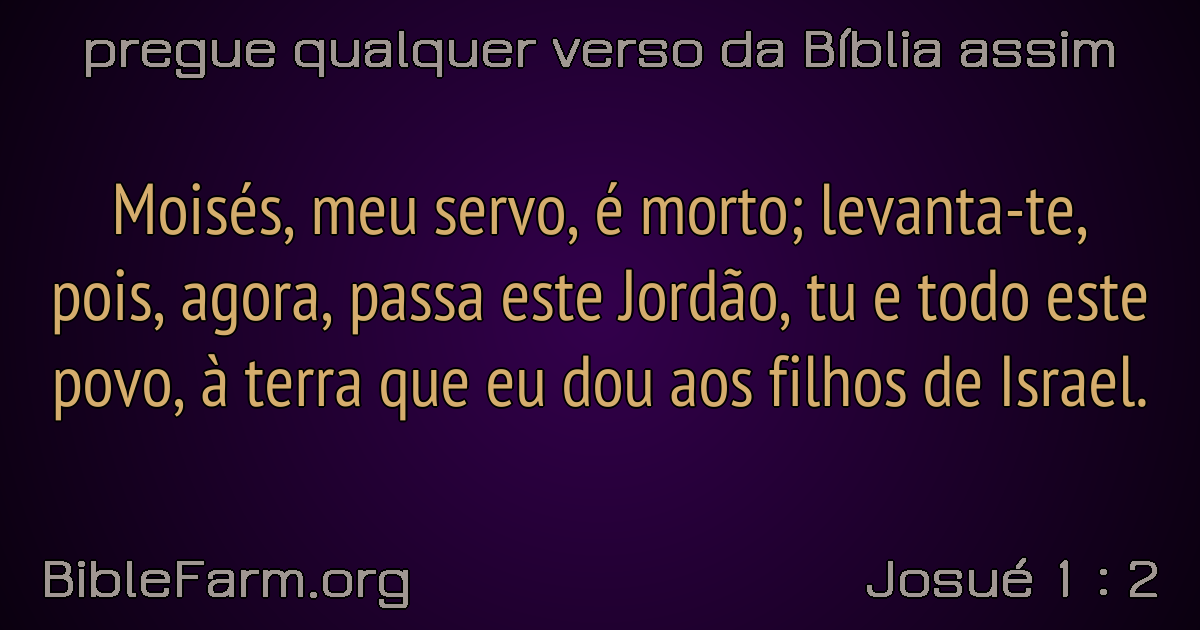 pregue qualquer verso da Bíblia assim
Moisés, meu servo, é morto; levanta-te,
pois, agora, passa este Jordão, tu e todo este
povo, à terra que eu dou aos filhos de Israel.
BibleFarm.org
Josué 1 : 2